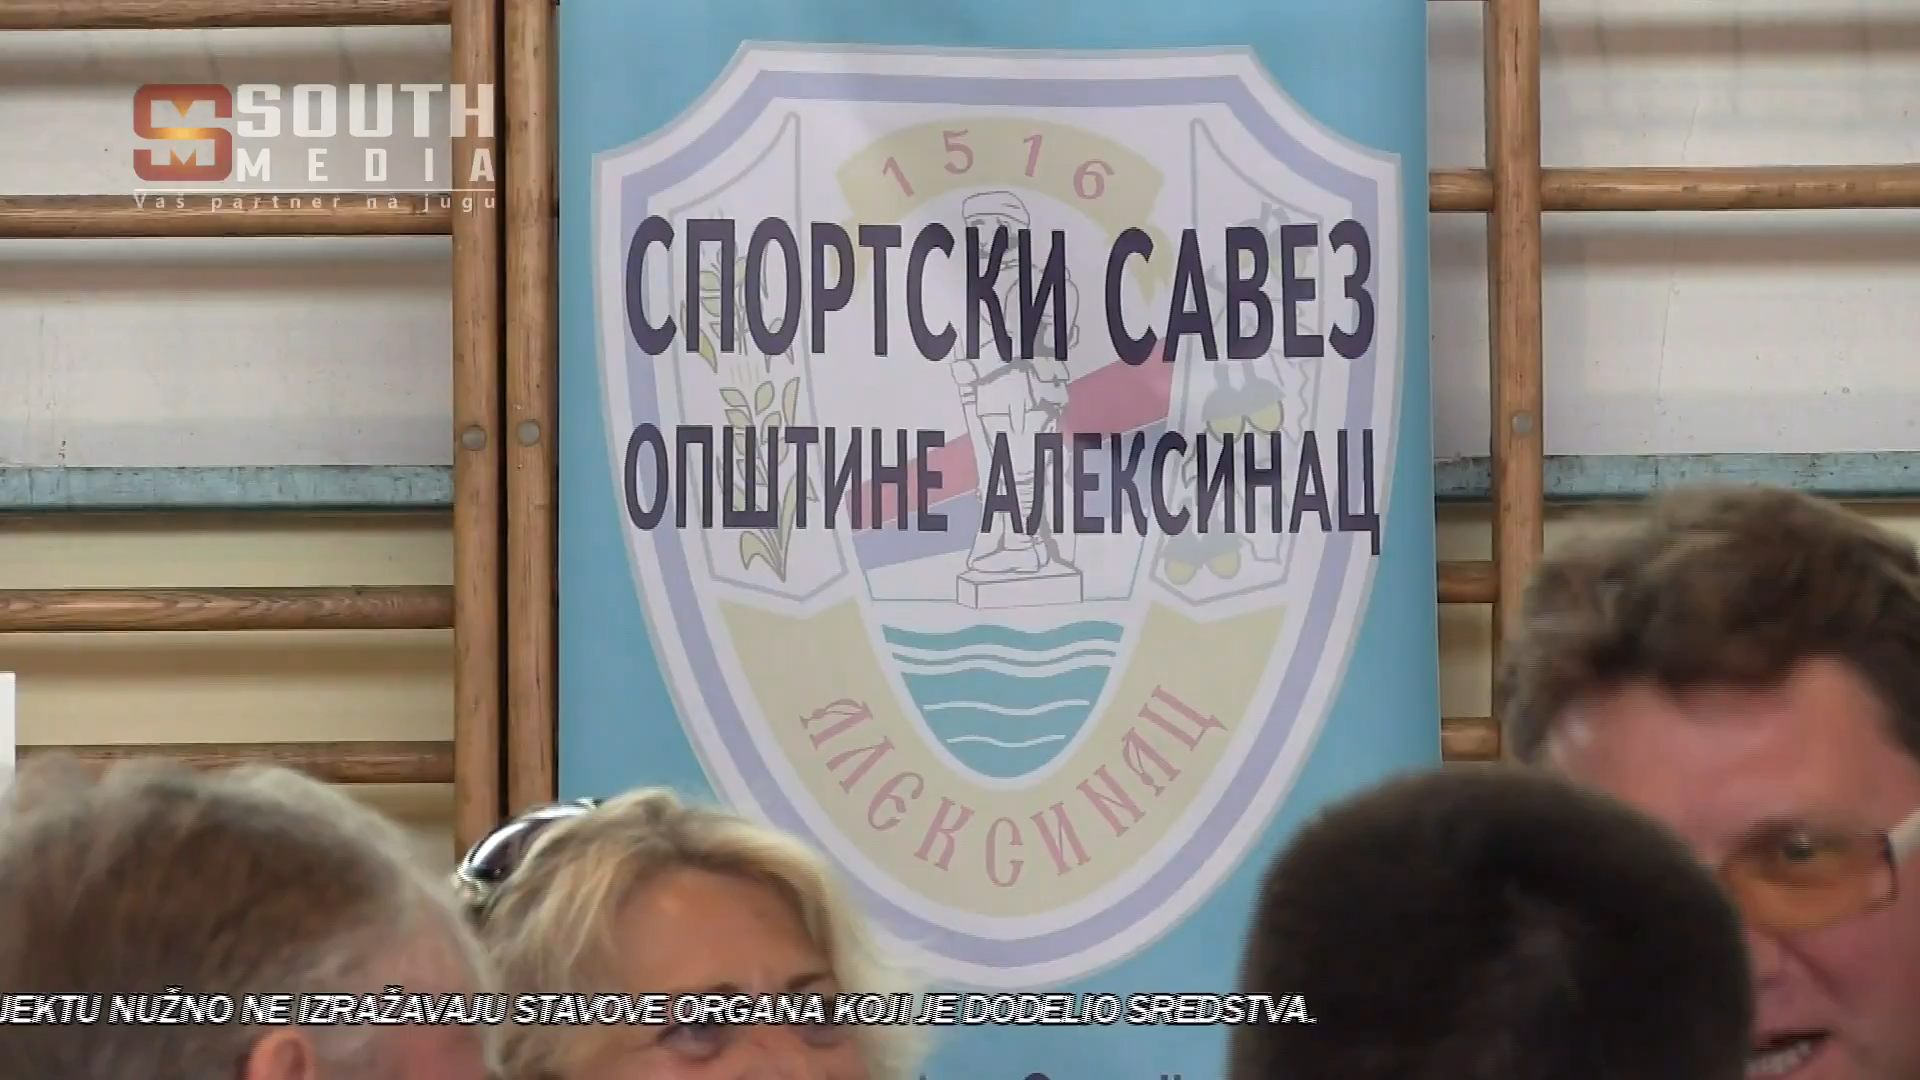 SOUTH
MEDIA
Vaš partner na jugu
1516
СПОРТСКИ САВЕЗ
ОПШТИНЕ АЛЕКСИНАЦ
АЛЕКСИНАЦ
JEKTU NUŽNO NE IZRAŽAVAJU STAVOVE ORGANA KOJI JE DODELIO SREDSTVA.